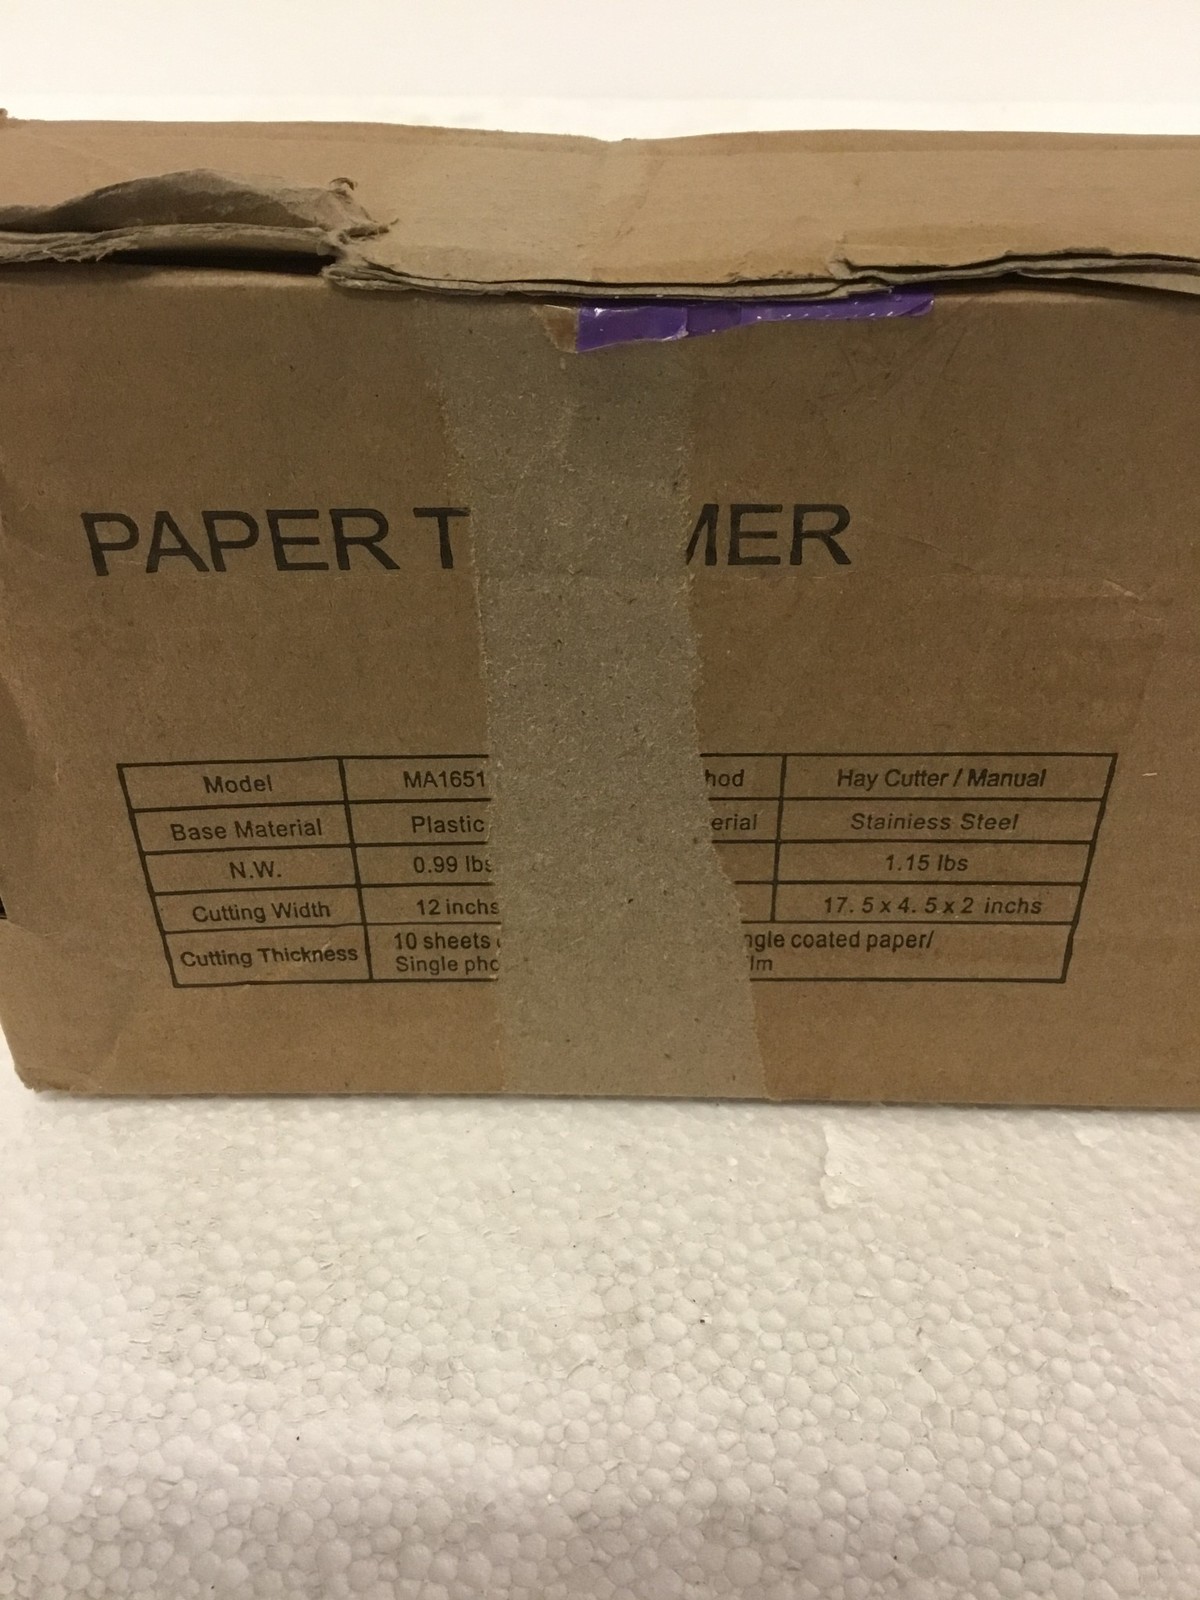 PAPER T MER
Model MA1651 hod Hay Cutter / Manual
Base Material Plastic erial Stainiess Steel
N.W. 0.99 lbs 1.15 lbs
Cutting Width 12 inchs 17. 5 x 4. 5 x 2 inchs
Cutting Thickness 10 sheets ngle coated paper/
Single pho lm